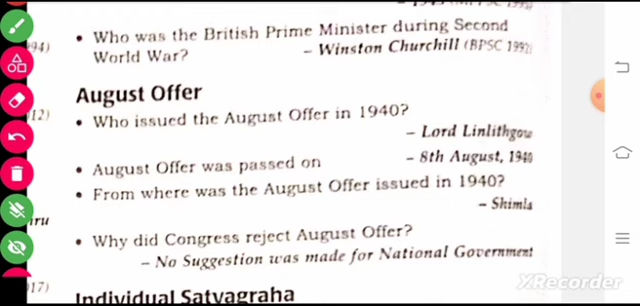 94)
• Who was the British Prime Minister during Second
World War? – Winston Churchill (BPSC 1992)
August Offer
12)
• Who issued the August Offer in 1940?
– Lord Linlithgow
• August Offer was passed on – 8th August, 1940
• From where was the August Offer issued in 1940?
– Shimla
• Why did Congress reject August Offer?
– No Suggestion was made for National Government
17)
Individual Satyagraha
XRecorder